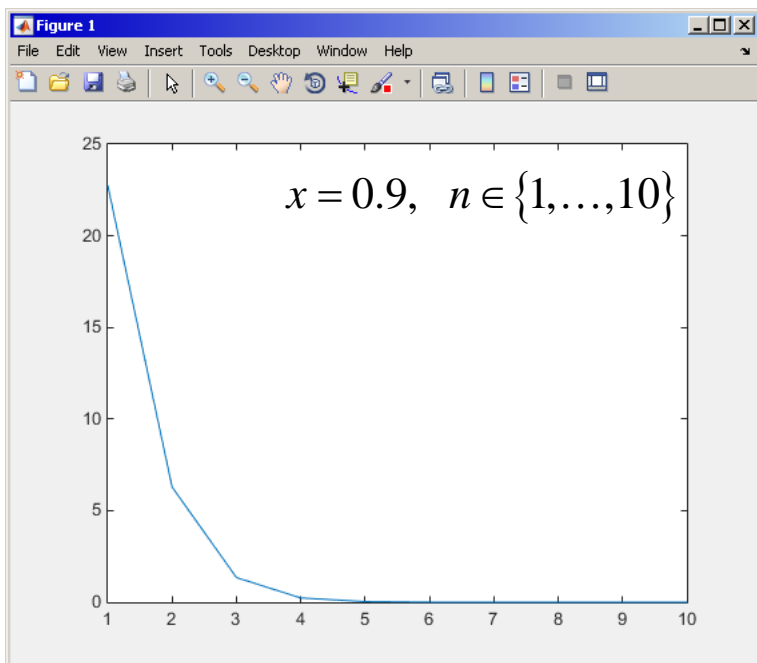 Figure 1
File Edit View Insert Tools Desktop Window Help
x = 0.9, n ∈ {1,…,10}
25
20
15
10
5
0
1 2 3 4 5 6 7 8 9 10